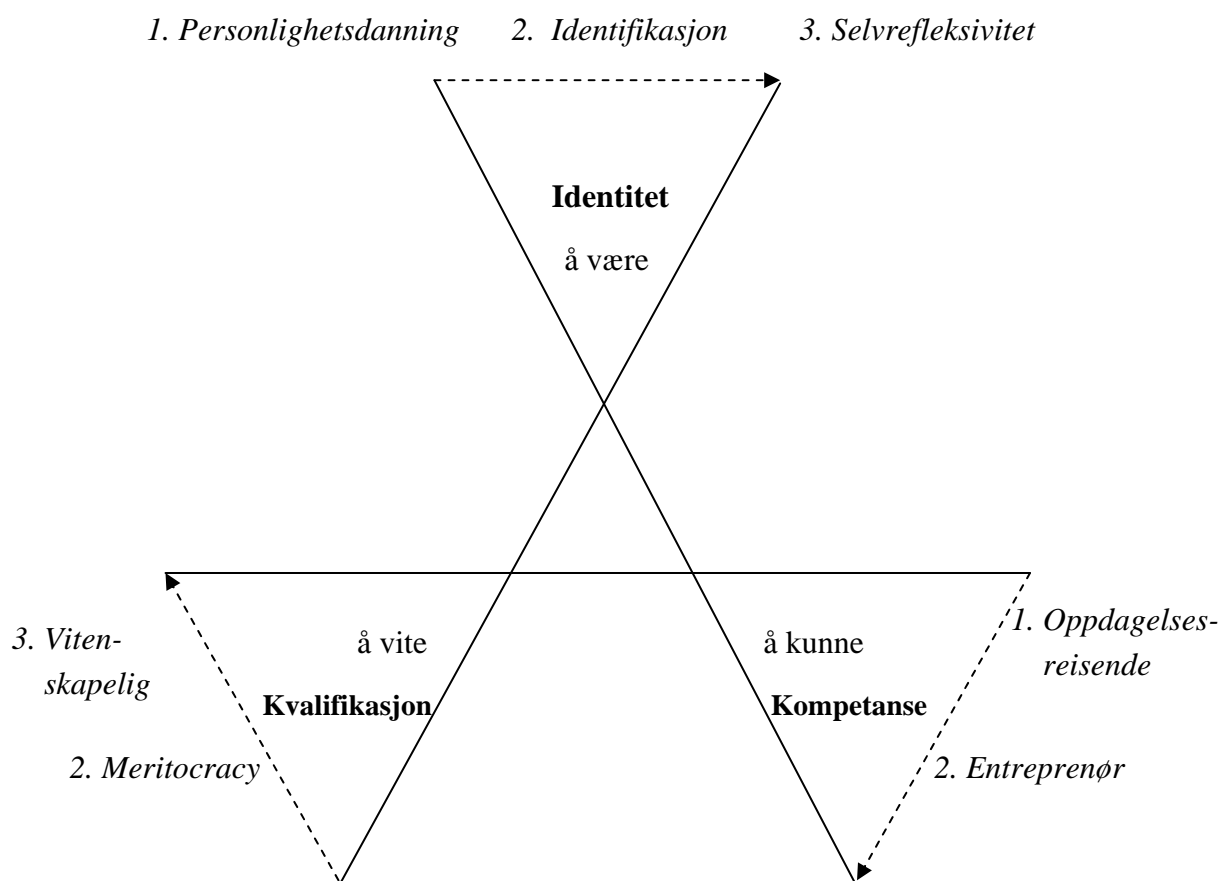 1. Personlighetsdanning 2. Identifikasjon 3. Selvrefleksivitet
Identitet
å være
3. Viten-
skapelig
å vite
å kunne
1. Oppdagelses-
reisende
Kvalifikasjon
Kompetanse
2. Meritocracy
2. Entreprenør